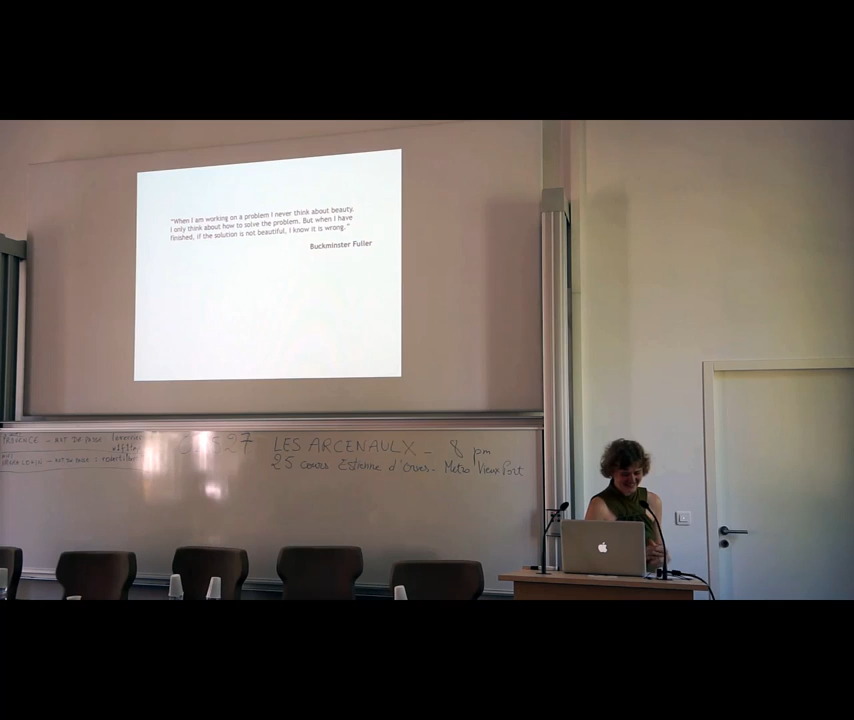 "When I am working on a problem I never think about beauty.
I only think about how to solve the problem. But when I have
finished, if the solution is not beautiful, I know it is wrong."
Buckminster Fuller
LES ARCENAULX - 8 pm
25 cours Estienne d'Orves - Metro Vieux Port